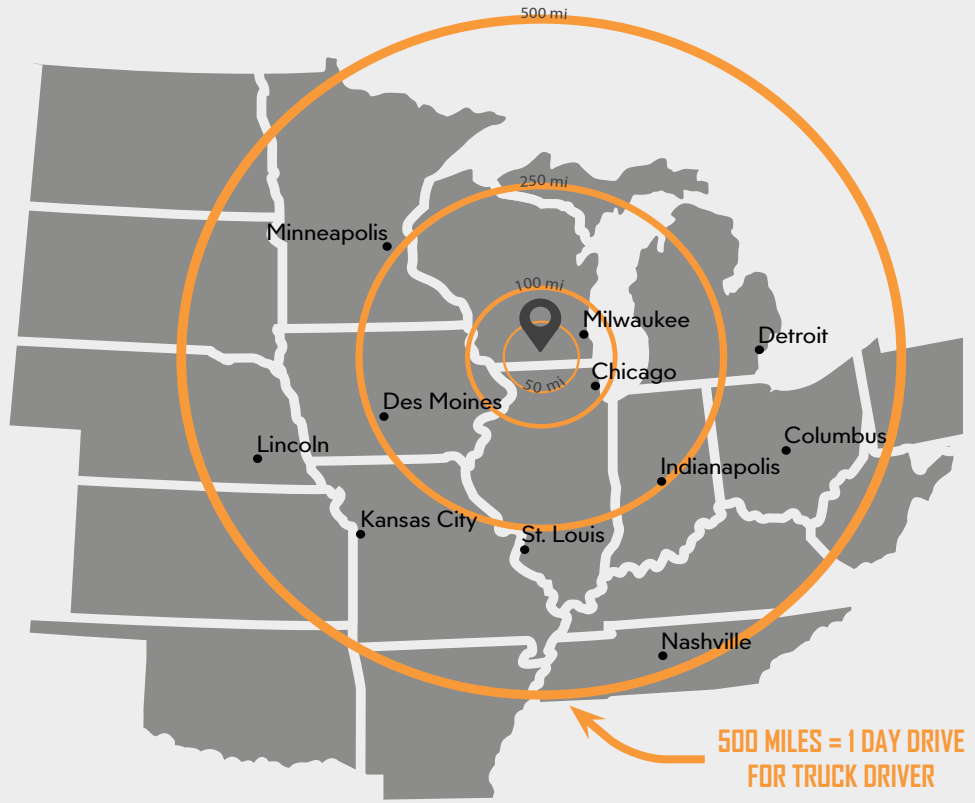 500 mi
250 mi
Minneapolis
100 mi
Milwaukee
Detroit
Chicago
50 mi
Des Moines
Columbus
Lincoln
Indianapolis
Kansas City
St. Louis
Nashville
500 MILES = 1 DAY DRIVE
FOR TRUCK DRIVER